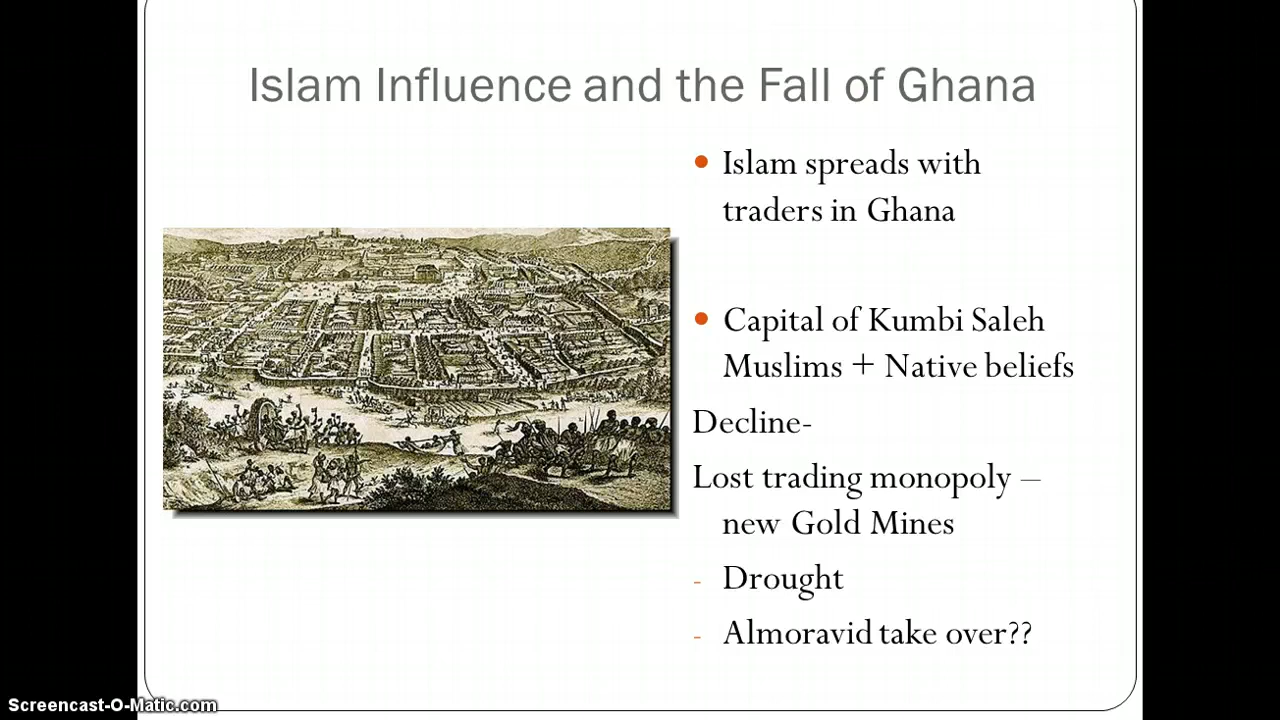 Islam Influence and the Fall of Ghana
• Islam spreads with
traders in Ghana
• Capital of Kumbi Saleh
Muslims + Native beliefs
Decline-
Lost trading monopoly –
new Gold Mines
- Drought
- Almoravid take over??
Screencast-O-Matic.com